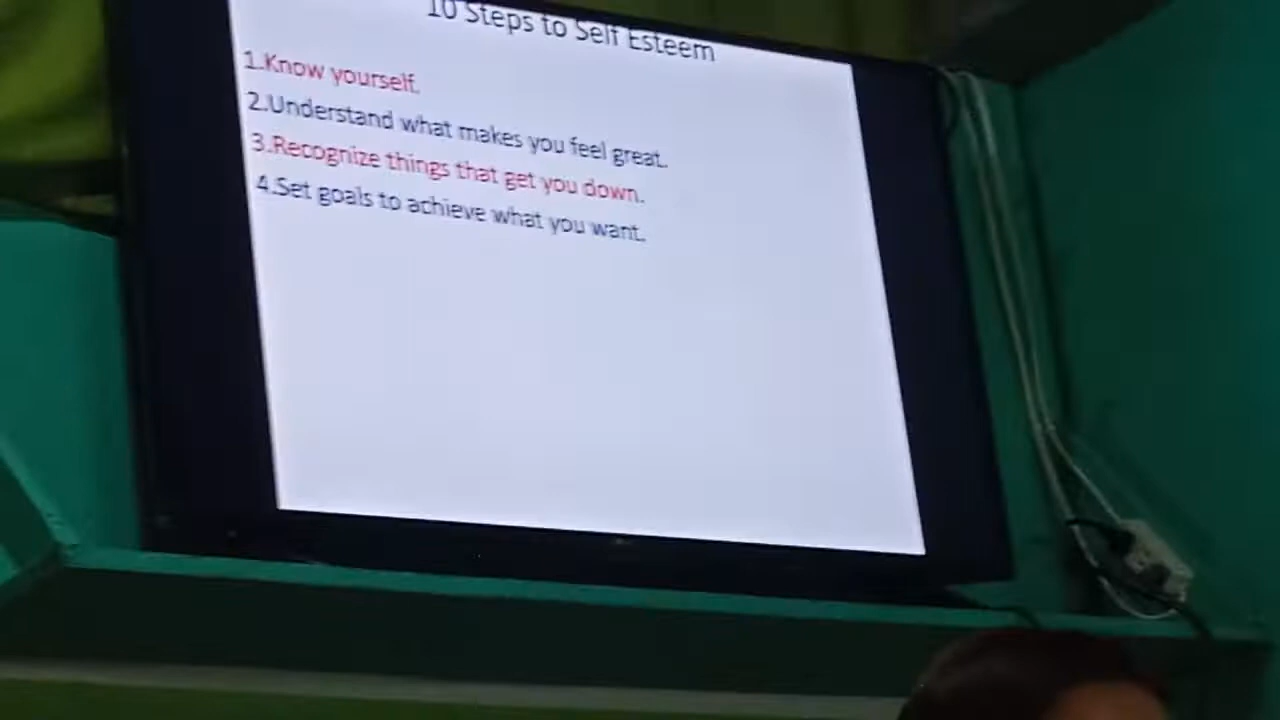 10 Steps to Self Esteem
1.Know yourself.
2.Understand what makes you feel great.
3.Recognize things that get you down.
4.Set goals to achieve what you want.